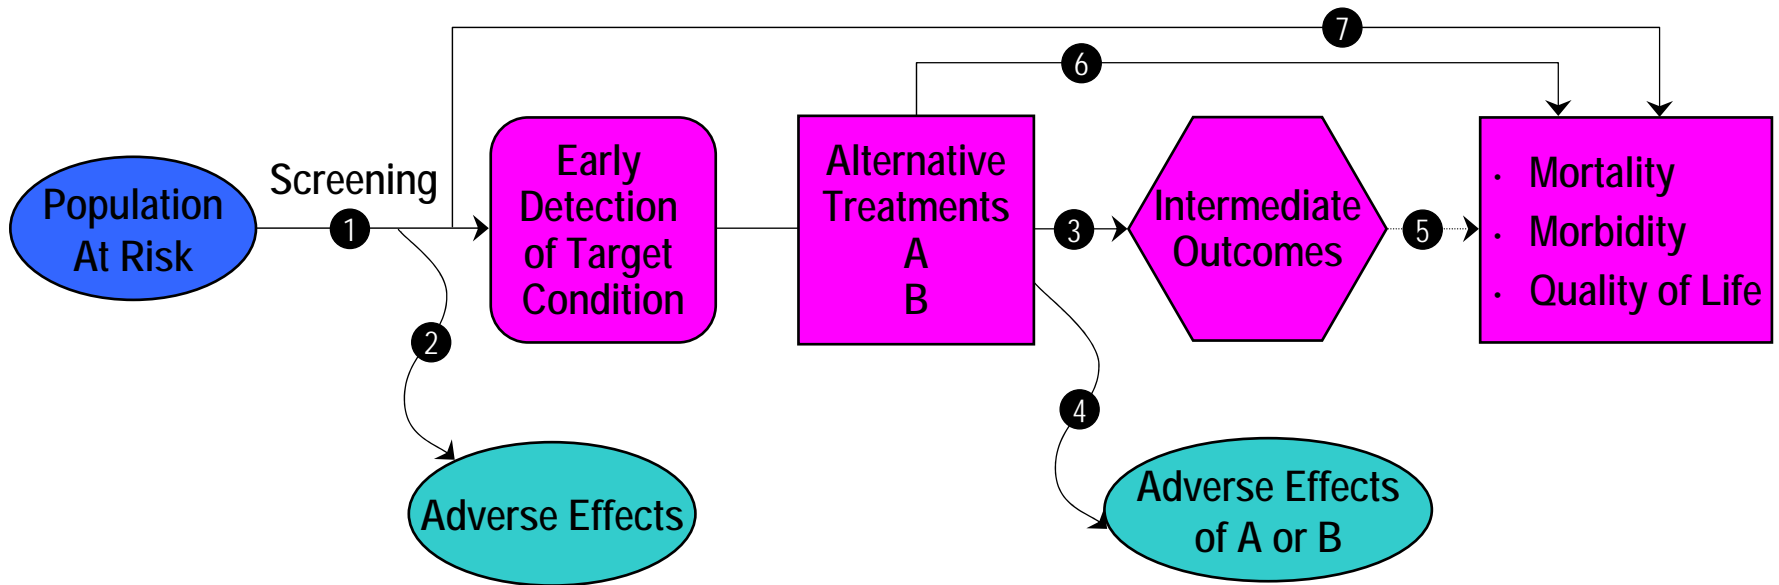 7
6
Screening
Population
At Risk
1
Early
Detection
of Target
Condition
Alternative
Treatments
A
B
3
Intermediate
Outcomes
5
· Mortality
· Morbidity
· Quality of Life
2
4
Adverse Effects
Adverse Effects
of A or B